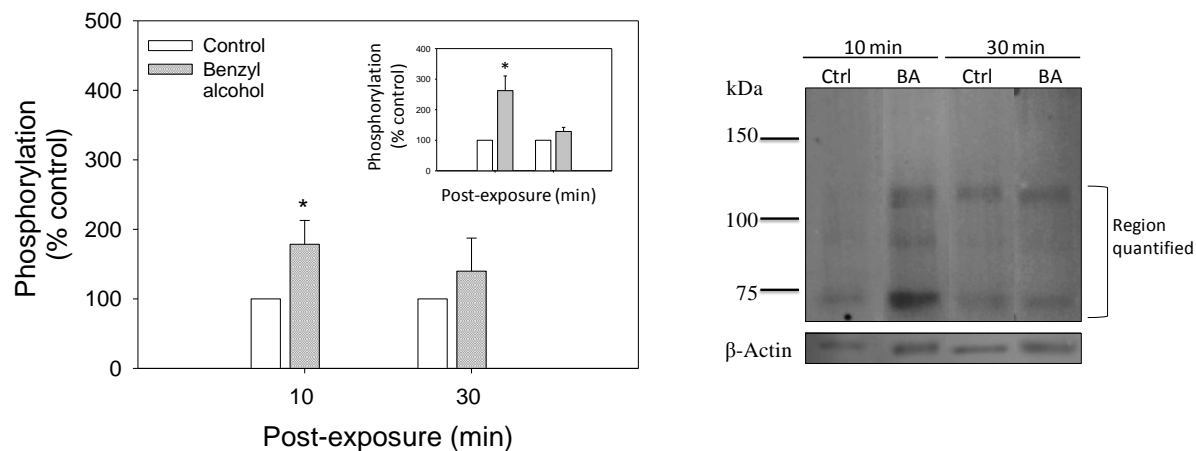 500
400
300
200
100
0
Phosphorylation
(% control)
Control
Benzyl
alcohol
*
*
10
30
Post-exposure (min)
400
300
200
100
0
Phosphorylation
(% control)
*
Post-exposure (min)
10 min
30 min
Ctrl
BA
Ctrl
BA
kDa
150
100
75
Region
quantified
β-Actin